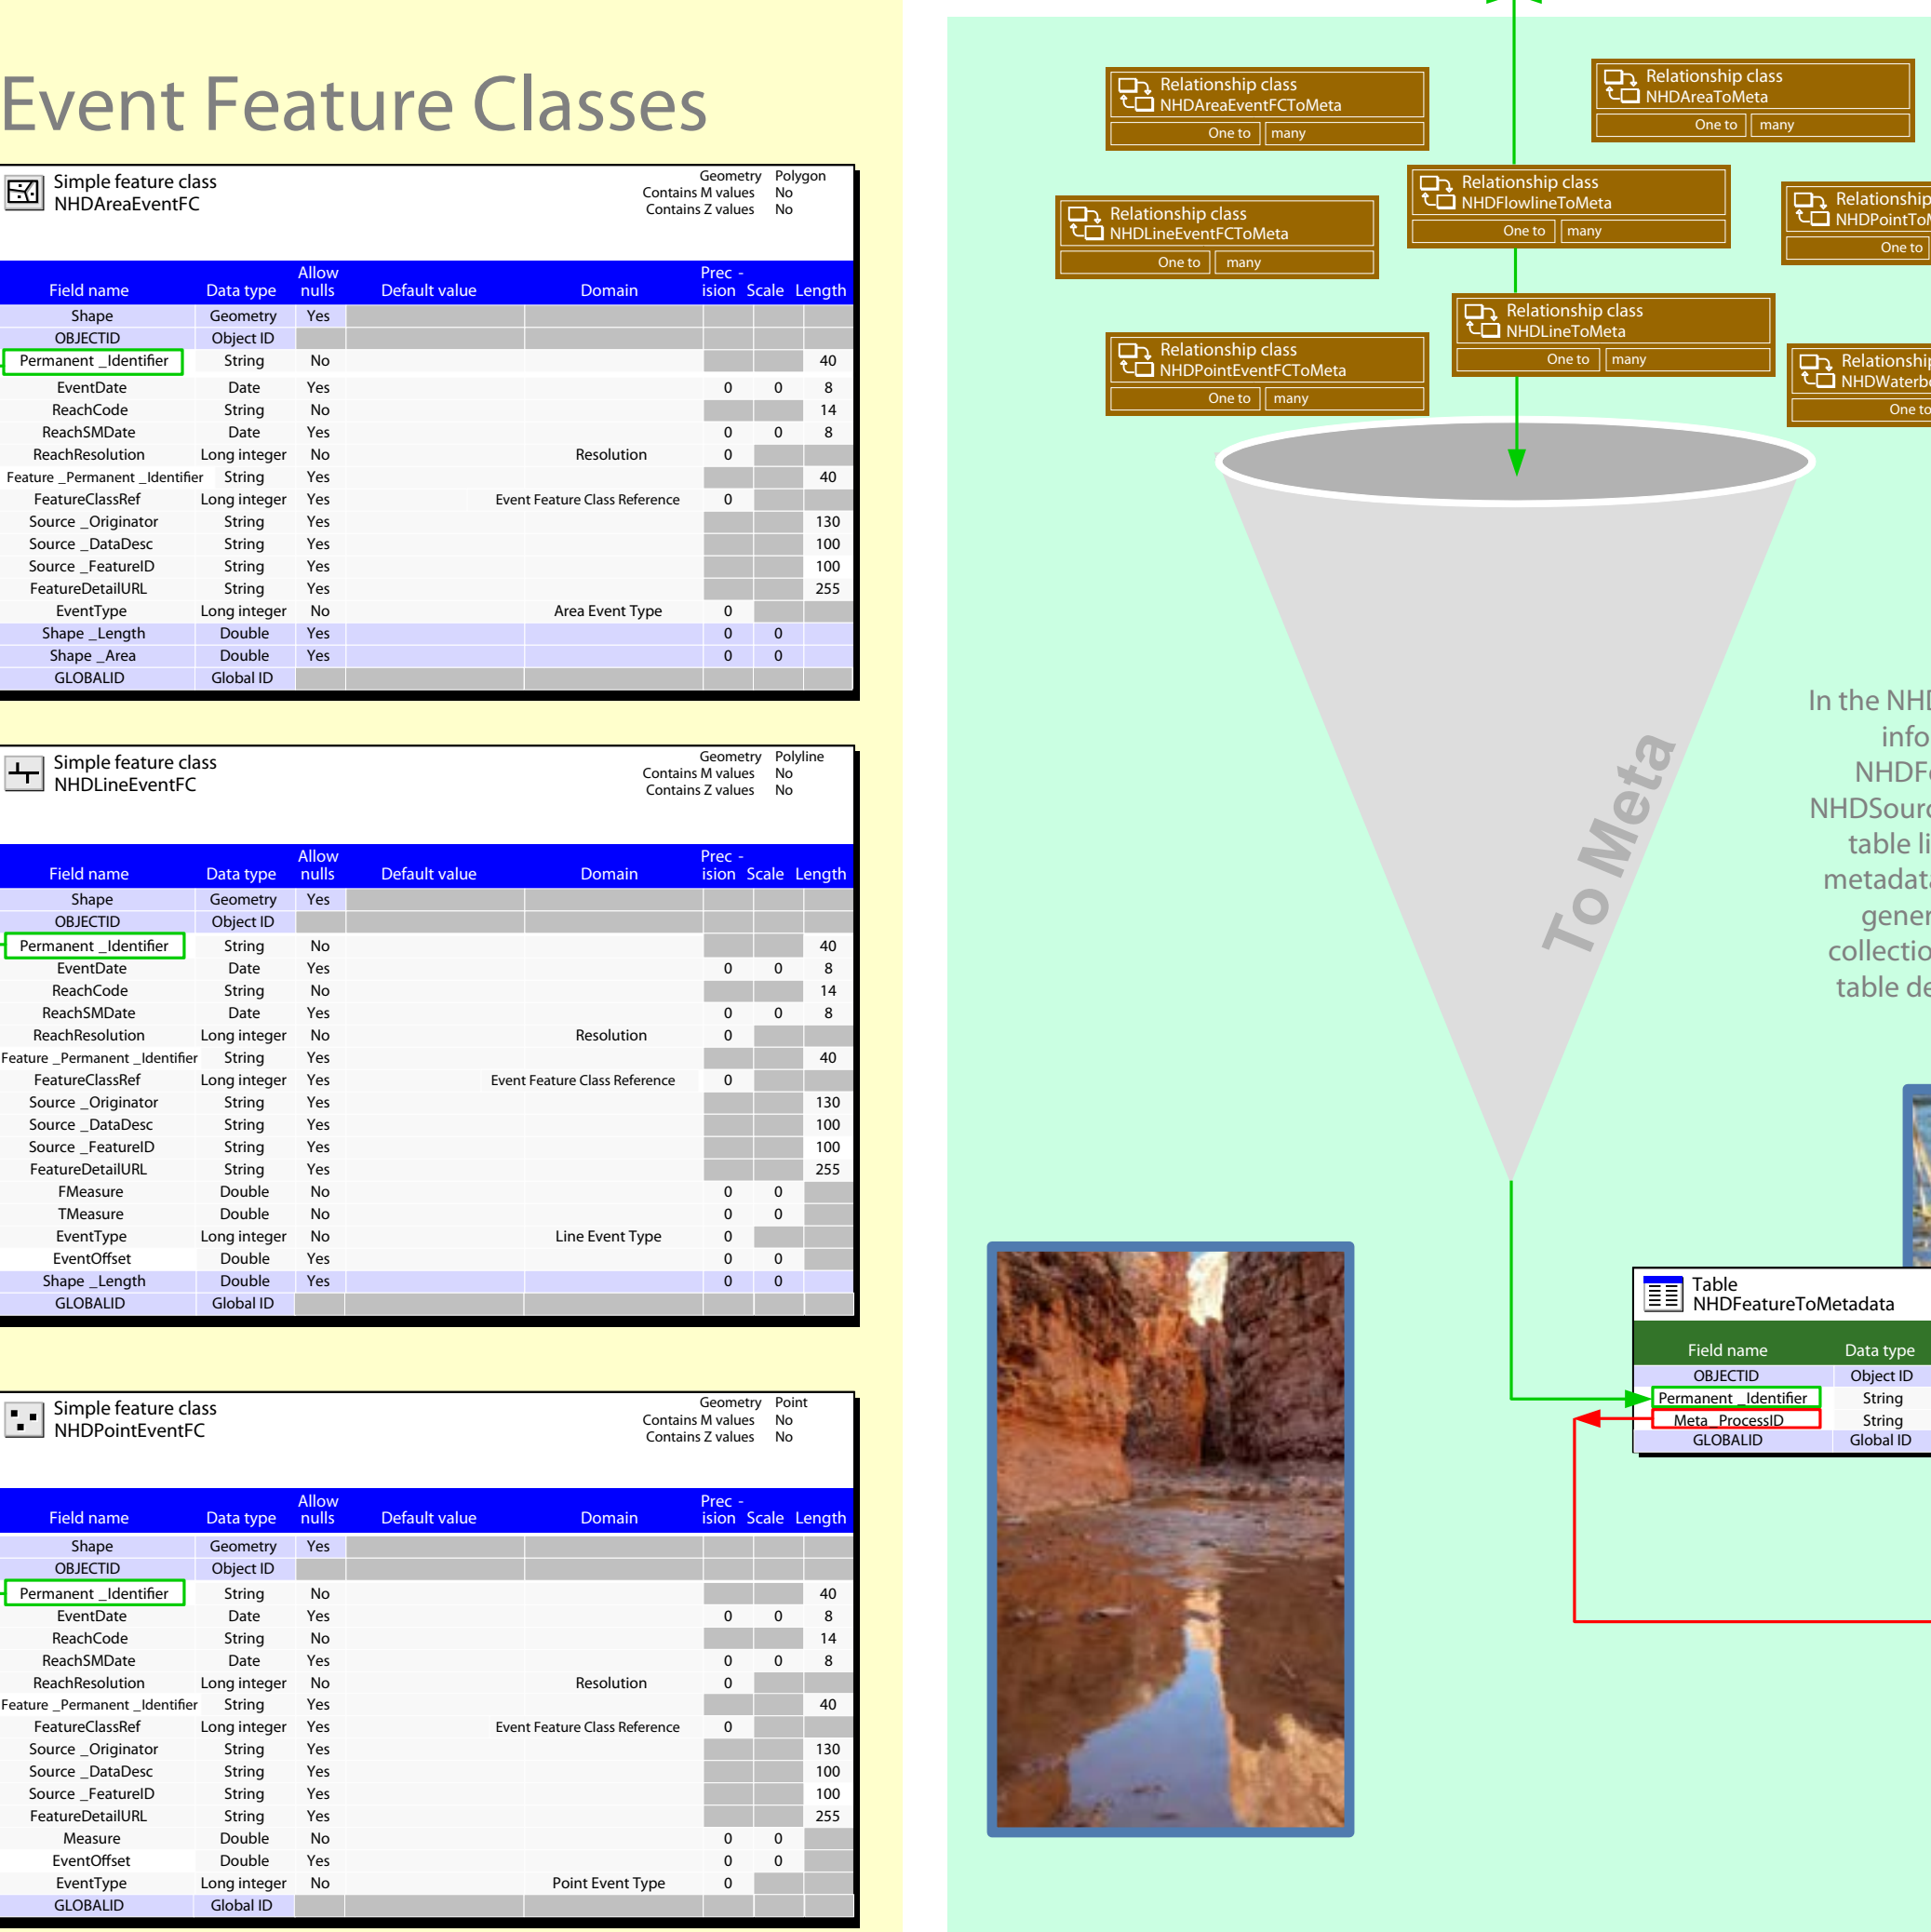 Event Feature Classes
Simple feature class
NHDAreaEventFC
Geometry Polygon
Contains M values No
Contains Z values No
Field name Data type Allow nulls Default value Domain Prec - ision Scale Length
Shape Geometry Yes
OBJECTID Object ID
Permanent _Identifier String No 40
EventDate Date Yes 0 0 8
ReachCode String No 14
ReachSMDate Date Yes 0 0 8
ReachResolution Long integer No Resolution 0
Feature _Permanent _Identifier String Yes 40
FeatureClassRef Long integer Yes Event Feature Class Reference 0
Source _Originator String Yes 130
Source _DataDesc String Yes 100
Source _FeatureID String Yes 100
FeatureDetailURL String Yes 255
EventType Long integer No Area Event Type 0
Shape _Length Double Yes 0 0
Shape _Area Double Yes 0 0
GLOBALID Global ID
Simple feature class
NHDLineEventFC
Geometry Polyline
Contains M values No
Contains Z values No
Field name Data type Allow nulls Default value Domain Prec - ision Scale Length
Shape Geometry Yes
OBJECTID Object ID
Permanent _Identifier String No 40
EventDate Date Yes 0 0 8
ReachCode String No 14
ReachSMDate Date Yes 0 0 8
ReachResolution Long integer No Resolution 0
Feature _Permanent _Identifier String Yes 40
FeatureClassRef Long integer Yes Event Feature Class Reference 0
Source _Originator String Yes 130
Source _DataDesc String Yes 100
Source _FeatureID String Yes 100
FeatureDetailURL String Yes 255
FMeasure Double No 0 0
TMeasure Double No 0 0
EventType Long integer No Line Event Type 0
EventOffset Double Yes 0 0
Shape _Length Double Yes 0 0
GLOBALID Global ID
Simple feature class
NHDPointEventFC
Geometry Point
Contains M values No
Contains Z values No
Field name Data type Allow nulls Default value Domain Prec - ision Scale Length
Shape Geometry Yes
OBJECTID Object ID
Permanent _Identifier String No 40
EventDate Date Yes 0 0 8
ReachCode String No 14
ReachSMDate Date Yes 0 0 8
ReachResolution Long integer No Resolution 0
Feature _Permanent _Identifier String Yes 40
FeatureClassRef Long integer Yes Event Feature Class Reference 0
Source _Originator String Yes 130
Source _DataDesc String Yes 100
Source _FeatureID String Yes 100
FeatureDetailURL String Yes 255
Measure Double No 0 0
EventOffset Double Yes 0 0
EventType Long integer No Point Event Type 0
GLOBALID Global ID
Relationship class
NHDAreaEventFCToMeta
One to many
Relationship class
NHDAreaToMeta
One to many
Relationship class
NHDLineEventFCToMeta
One to many
Relationship class
NHDFlowlineToMeta
One to many
Relationship
NHDPointToM
One to
Relationship class
NHDPointEventFCToMeta
One to many
Relationship class
NHDLineToMeta
One to many
Relationship
NHDWaterb
One to
To Meta
In the NHD
info
NHDF
NHDSourc
table li
metadata
gener
collectio
table de
Table
NHDFeatureToMetadata
Field name Data type
OBJECTID Object ID
Permanent _Identifier String
Meta _ProcessID String
GLOBALID Global ID